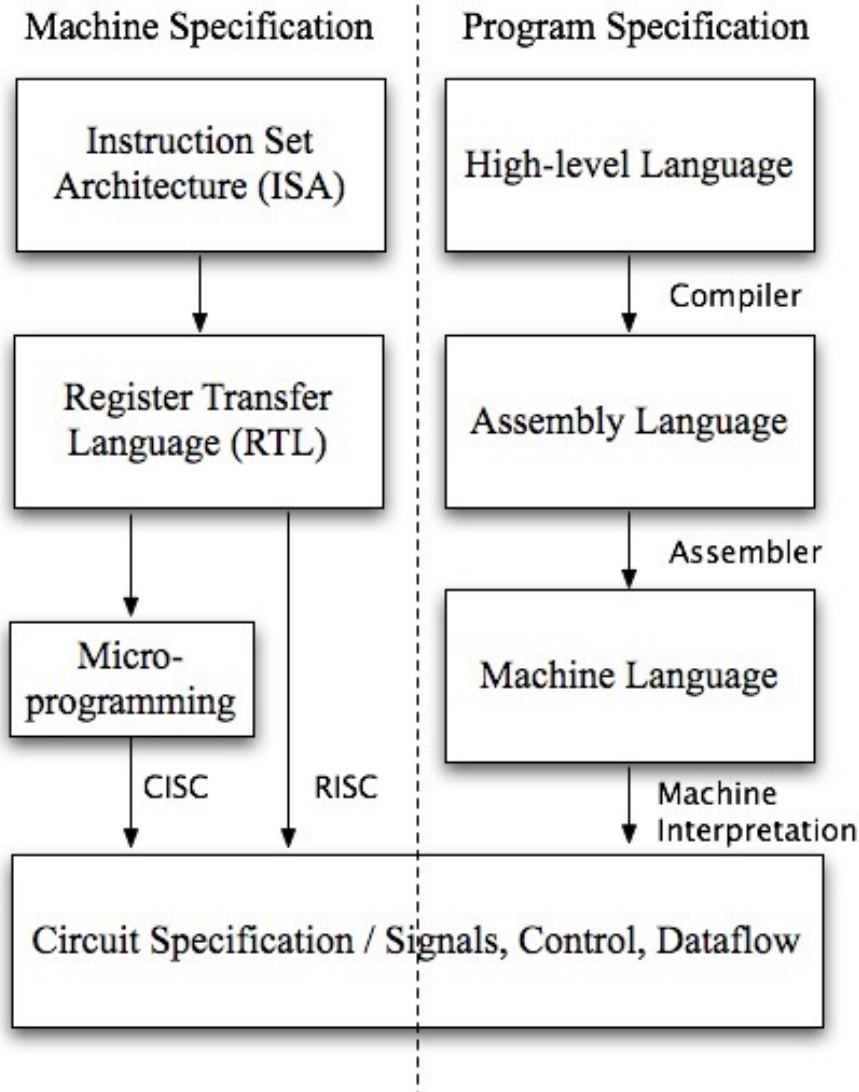 Machine Specification
Instruction Set
Architecture (ISA)
Register Transfer
Language (RTL)
Micro-
programming
CISC
RISC
Program Specification
High-level Language
Compiler
Assembly Language
Assembler
Machine Language
Machine
Interpretation
Circuit Specification / Signals, Control, Dataflow